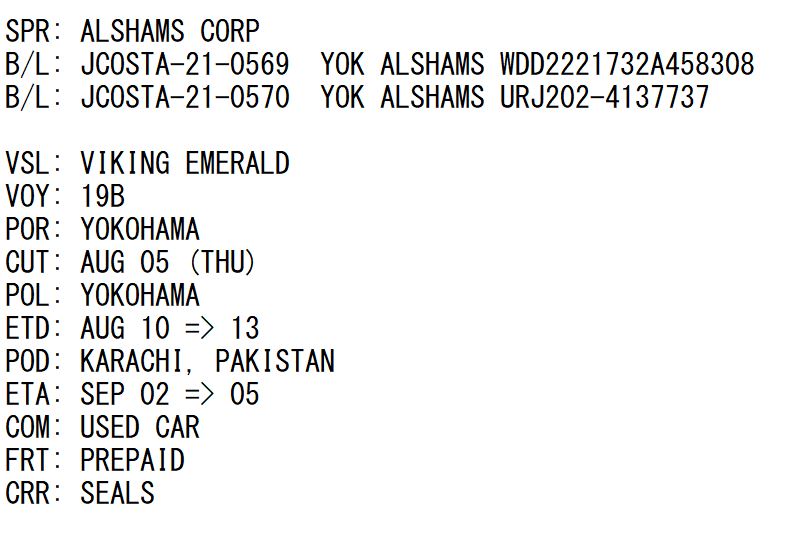 SPR: ALSHAMS CORP
B/L: JCOSTA-21-0569 YOK ALSHAMS WDD2221732A458308
B/L: JCOSTA-21-0570 YOK ALSHAMS URJ202-4137737
VSL: VIKING EMERALD
VOY: 19B
POR: YOKOHAMA
CUT: AUG 05 (THU)
POL: YOKOHAMA
ETD: AUG 10 => 13
POD: KARACHI, PAKISTAN
ETA: SEP 02 => 05
COM: USED CAR
FRT: PREPAID
CRR: SEALS